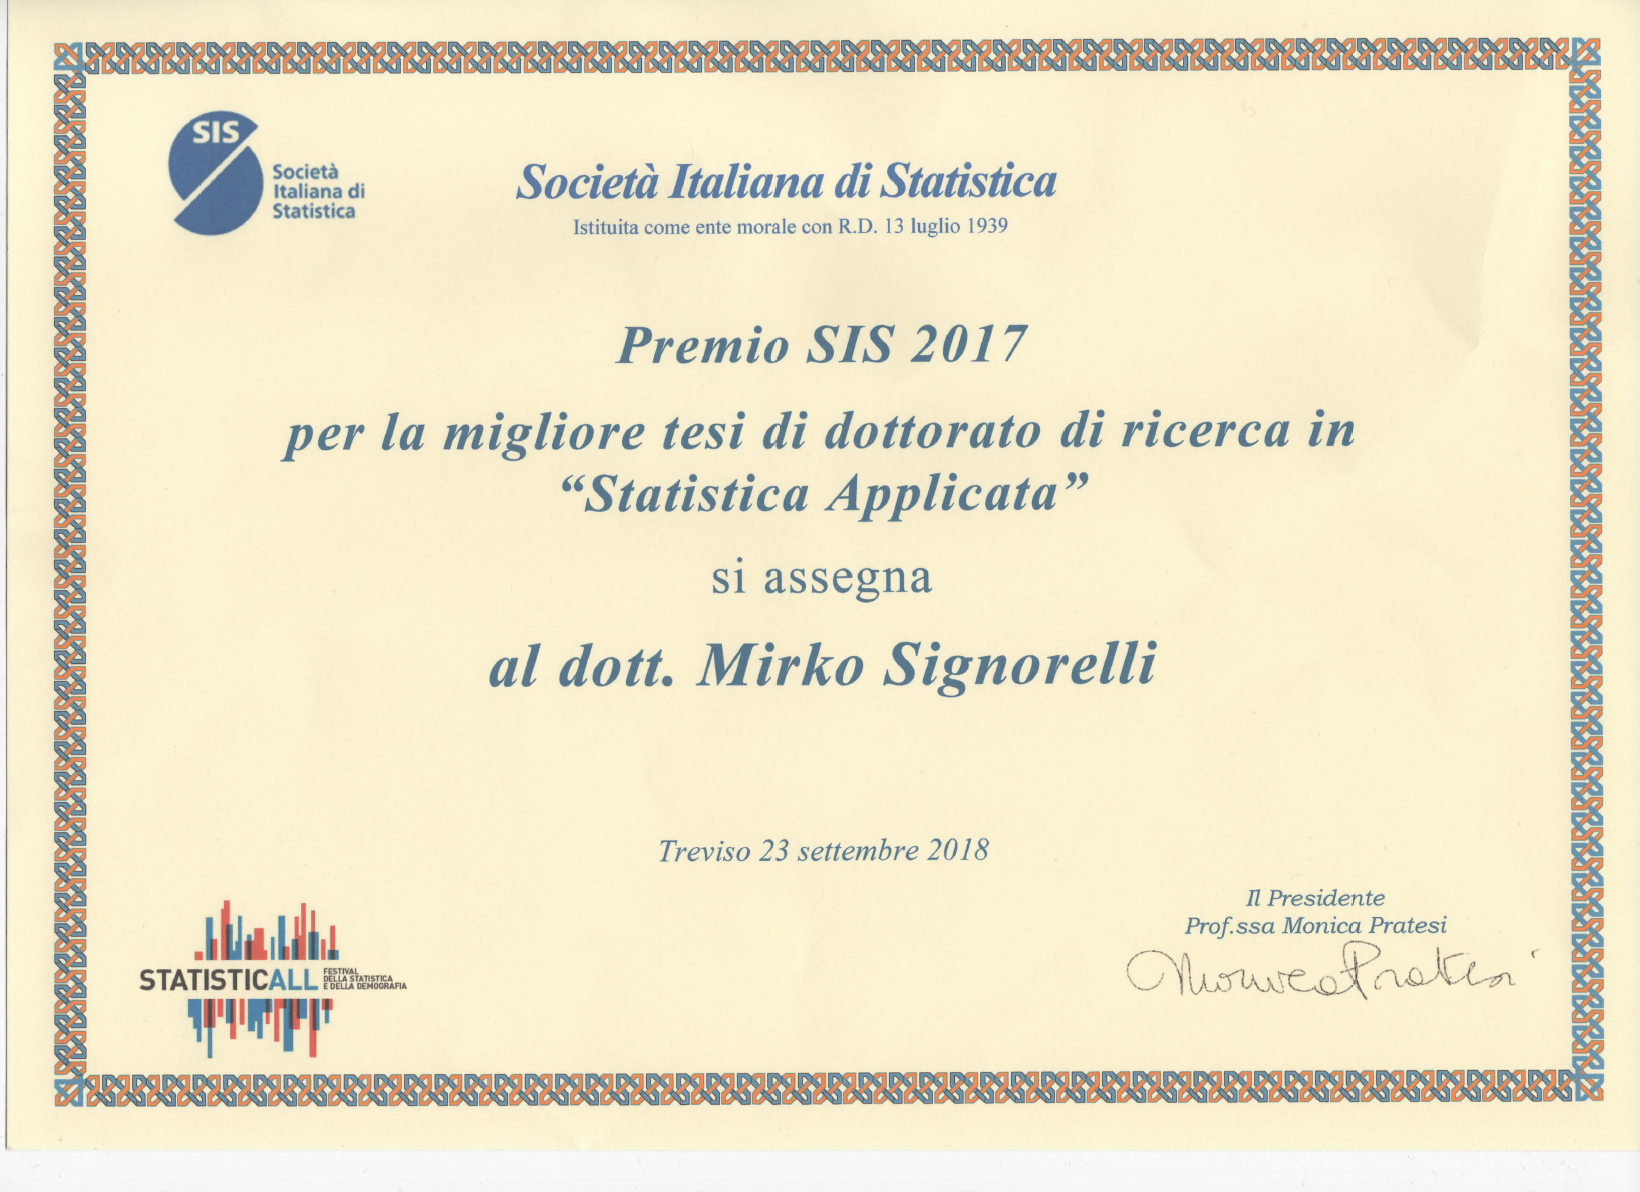 SIS
Società
Italiana di
Statistica
Società Italiana di Statistica
Istituita come ente morale con R.D. 13 luglio 1939
Premio SIS 2017
per la migliore tesi di dottorato di ricerca in
“Statistica Applicata”
si assegna
al dott. Mirko Signorelli
Treviso 23 settembre 2018
Il Presidente
Prof.ssa Monica Pratesi
Monica Pratesi
STATISTICALL
FESTIVAL
DELLA STATISTICA
E DELLA DEMOGRAFIA